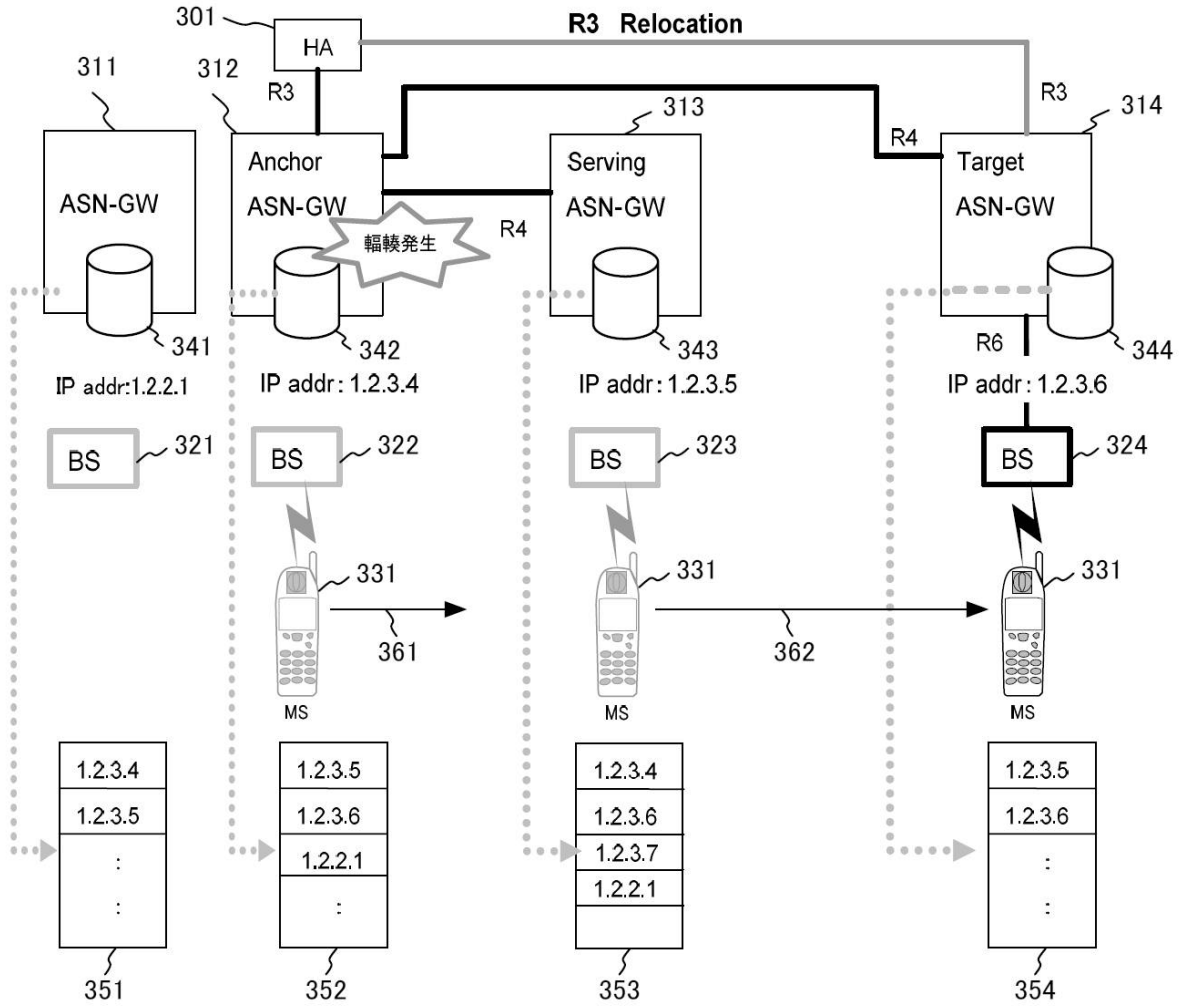 301
R3 Relocation
HA
311
312
R3
R3
313
314
R4
Anchor
Serving
Target
ASN-GW
ASN-GW
ASN-GW
ASN-GW
R4
輻輳発生
341
342
343
R6
344
IP addr:1.2.2.1
IP addr: 1.2.3.4
IP addr: 1.2.3.5
IP addr: 1.2.3.6
BS
321
BS
322
BS
323
BS
324
331
331
331
361
362
MS
MS
MS
1.2.3.4
1.2.3.5
:
:
1.2.3.5
1.2.3.6
1.2.2.1
:
1.2.3.4
1.2.3.6
1.2.3.7
1.2.2.1
1.2.3.5
1.2.3.6
:
:
351
352
353
354